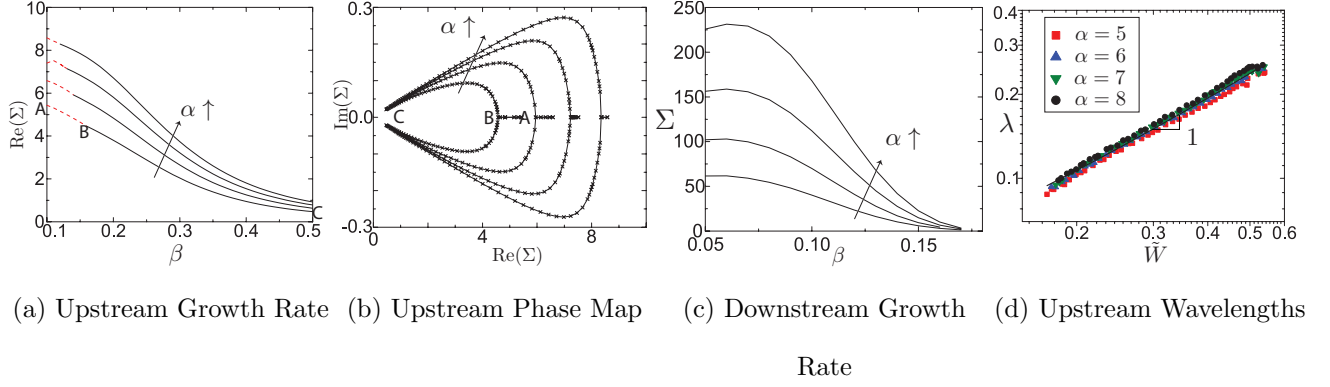 10
8
6
4
2
0
Re(Σ)
A
B
C
α ↑
0.1
0.2
0.3
0.4
0.5
β
0.3
0.0
-0.3
Im(Σ)
α ↑
C
B
A
0
4
8
Re(Σ)
250
200
150
100
50
0
Σ
α ↑
0.05
0.10
0.15
β
0.4
0.3
0.2
0.1
λ
α = 5
α = 6
α = 7
α = 8
1
0.2
0.3
0.4
0.5
0.6
W̃
(a) Upstream Growth Rate
(b) Upstream Phase Map
(c) Downstream Growth
Rate
(d) Upstream Wavelengths